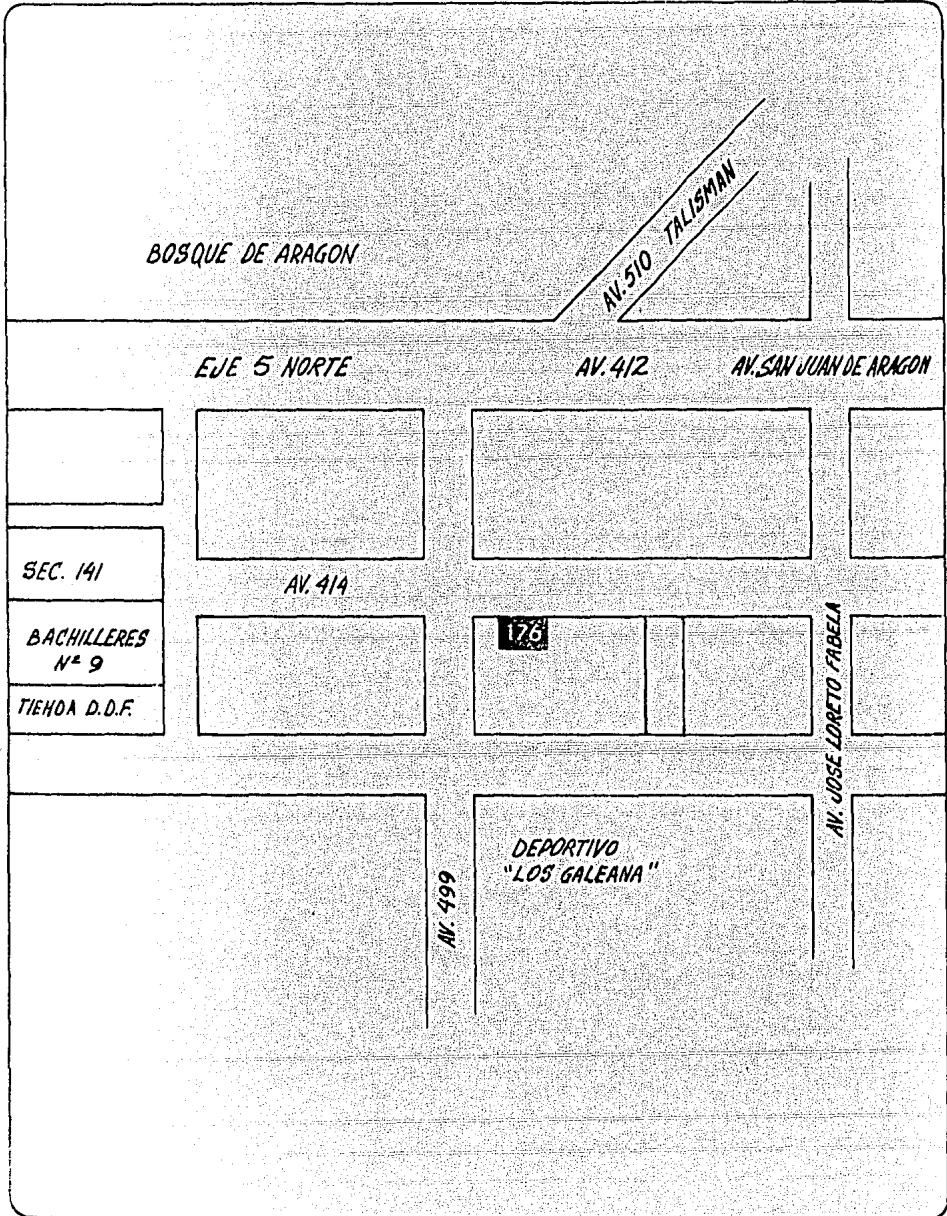 BOSQUE DE ARAGON
AV. 510 TALISMAN
EJE 5 NORTE
AV. 412
AV. SAN JUAN DE ARAGON
SEC. 141
AV. 414
BACHILLERES
Nº 9
TIENDA D.D.F.
176
AV. JOSE LORETO FABELA
DEPORTIVO
"LOS GALEANA"
AV. 499